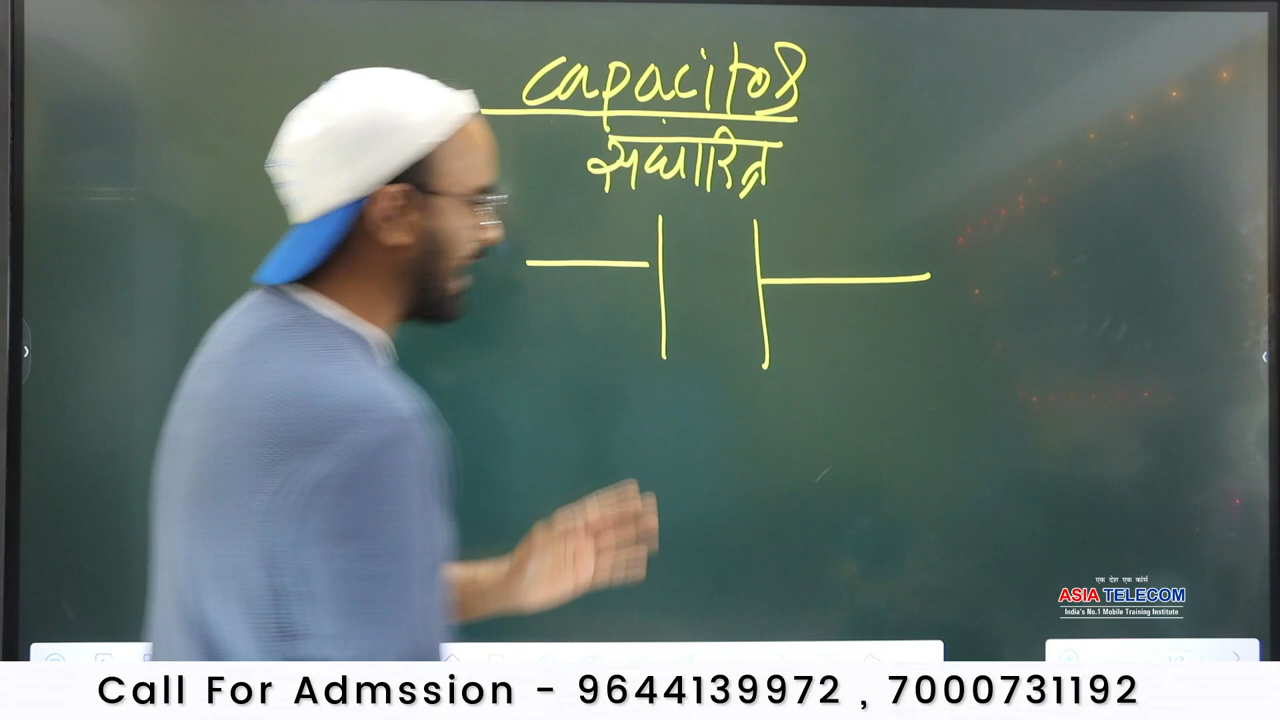 capacitor
संधारित्र
एक देश एक कोर्स
ASIA TELECOM
India's No.1 Mobile Training Institute
Call For Admssion - 9644139972 , 7000731192